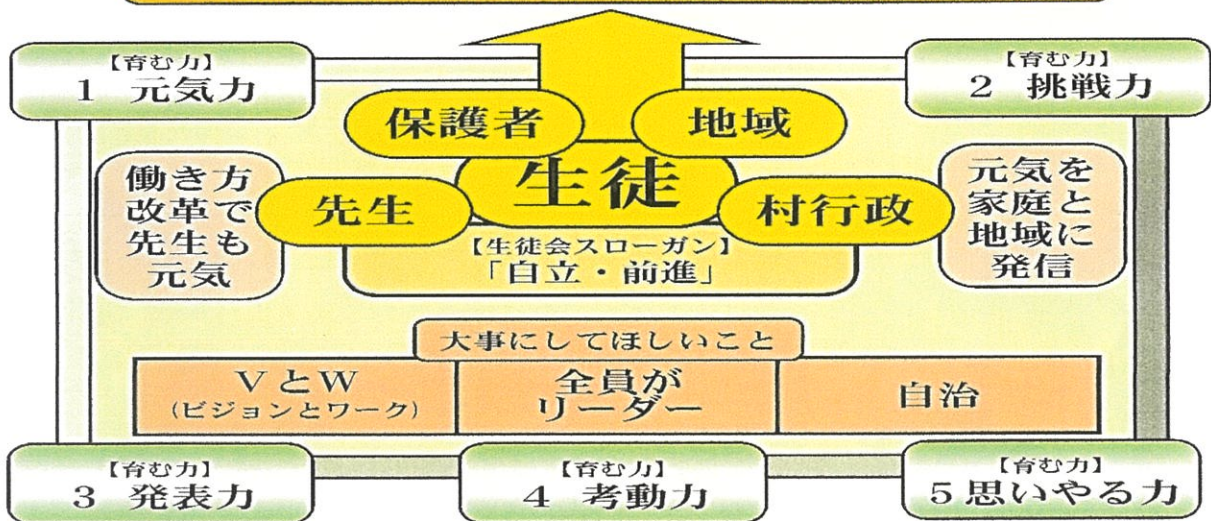 【育む力】
1 元気力
【育む力】
2 挑戦力
保護者
地域
生徒
先生
村行政
働き方
改革で
先生も
元気
元気を
家庭と
地域に
発信
【生徒会スローガン】
「自立・前進」
大事にしてほしいこと
VとW
(ビジョンとワーク)
全員が
リーダー
自治
【育む力】
3 発表力
【育む力】
4 考動力
【育む力】
5思いやる力